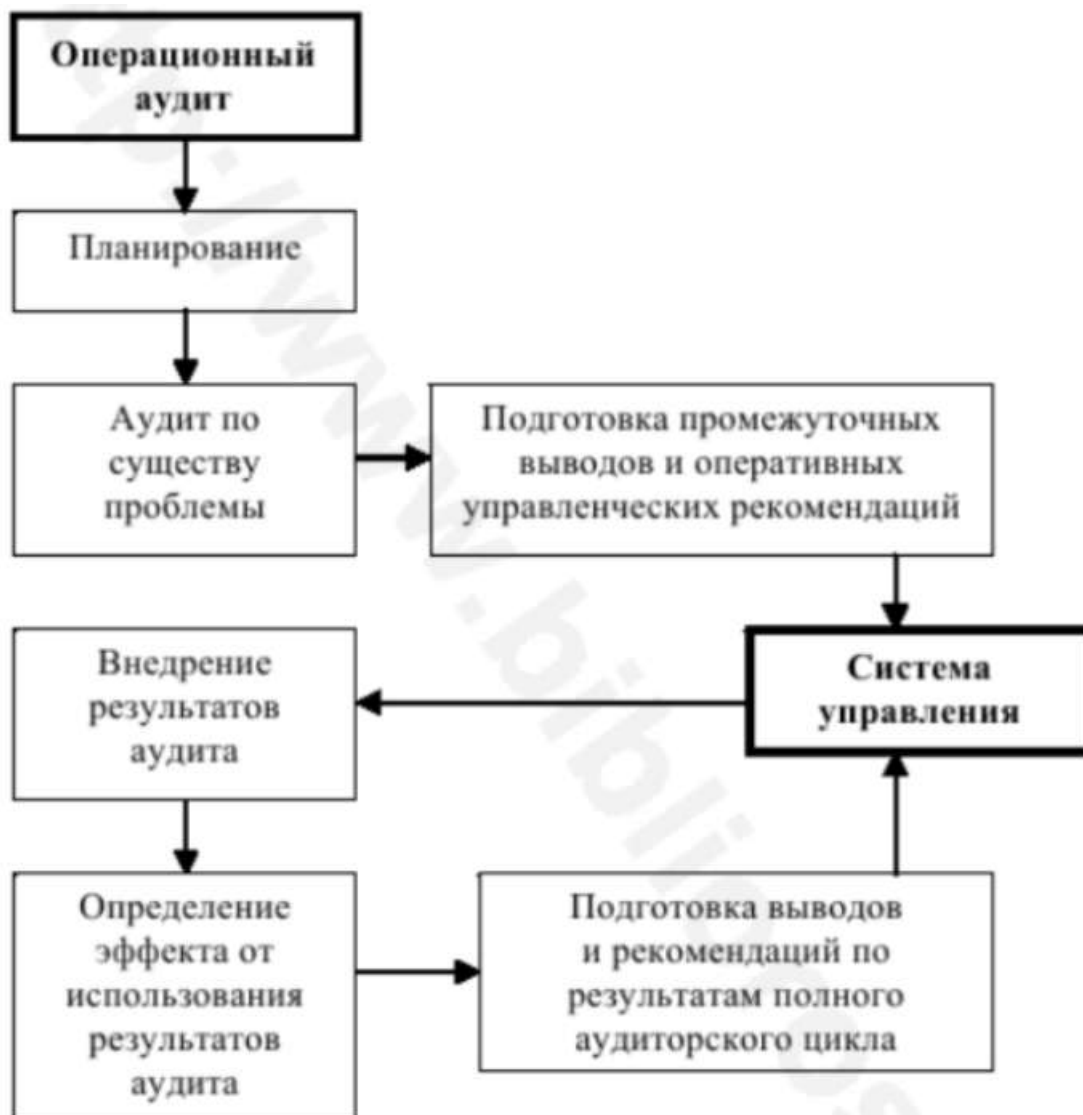 Операционный
аудит
Планирование
Аудит по
существу
проблемы
Подготовка промежуточных
выводов и оперативных
управленческих рекомендаций
Внедрение
результатов
аудита
Система
управления
Определение
эффекта от
использования
результатов
аудита
Подготовка выводов
и рекомендаций по
результатам полного
аудиторского цикла